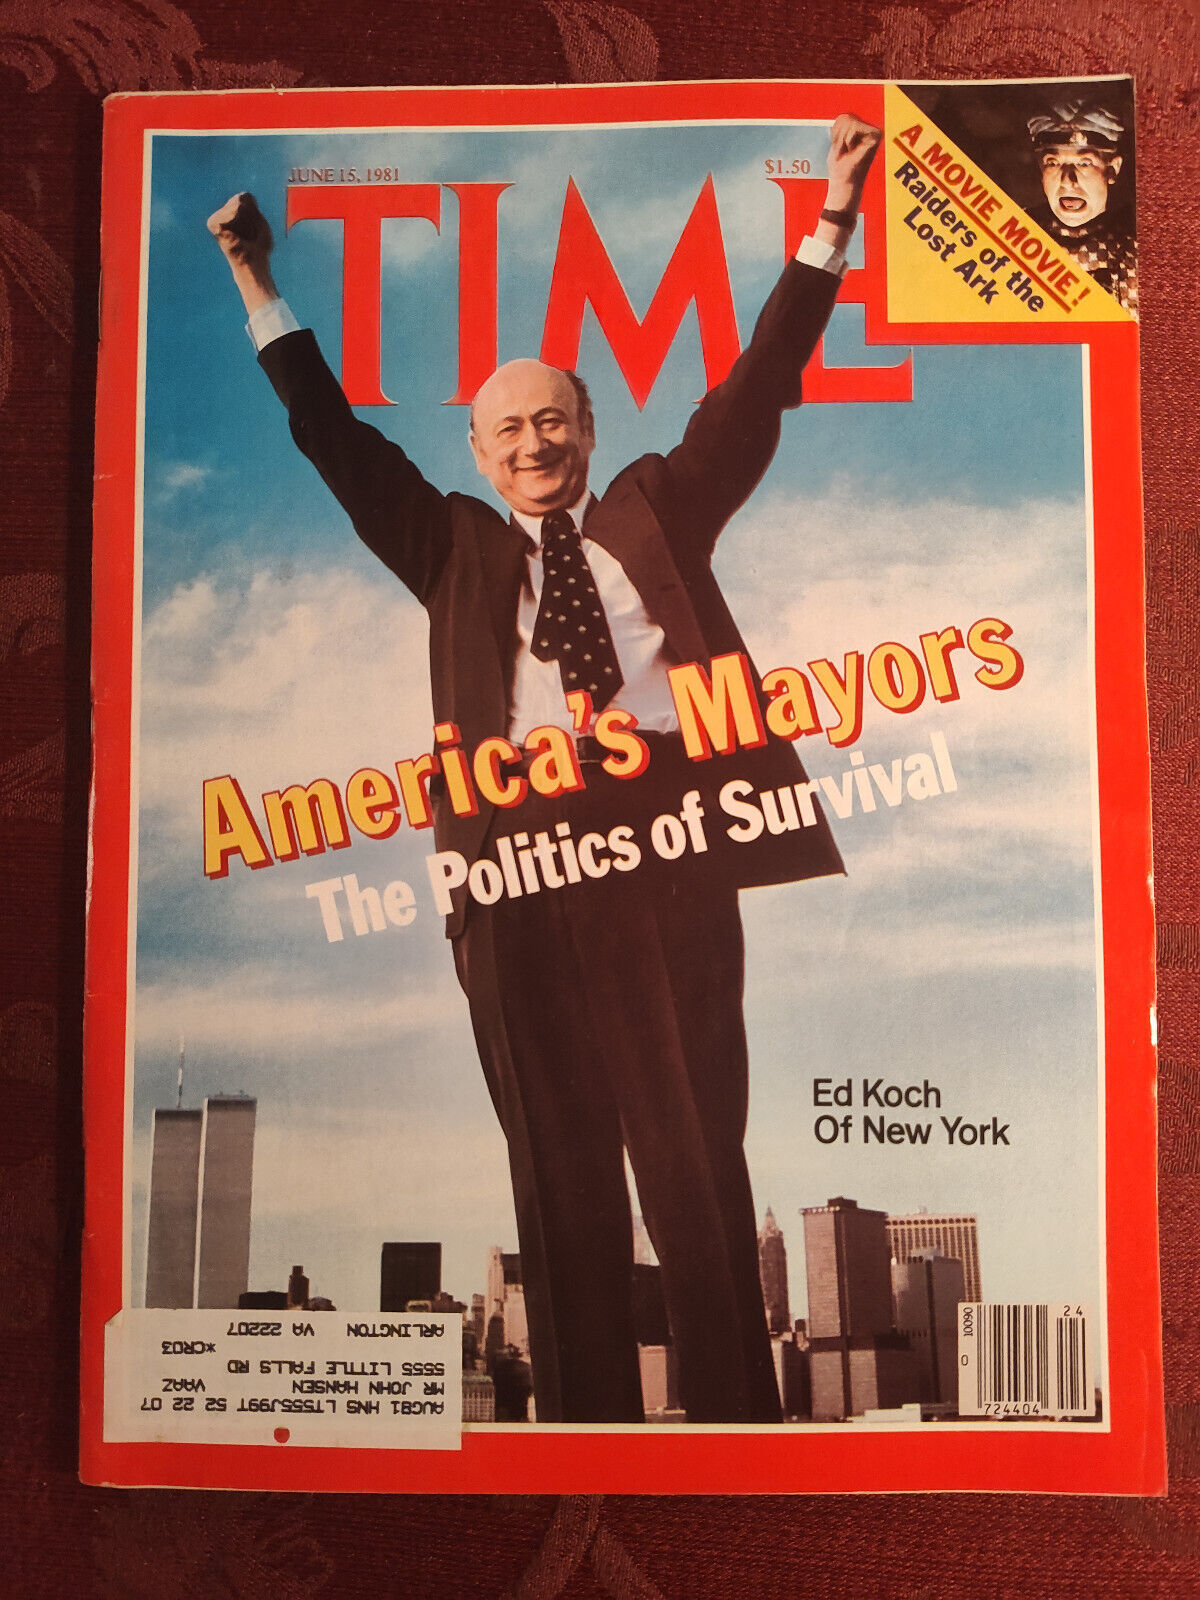 JUNE 15, 1981
$1.50
TIME
A MOVIE MOVIE!
Raiders of the
Lost Ark
America's Mayors
The Politics of Survival
Ed Koch
Of New York
AUG81 HNS LT555J99T 52 22 07
MR JOHN HANSEN VAAZ
5555 LITTLE FALLS RD
*CR03
ARLINGTON VA 22207
24
10090
0
724404